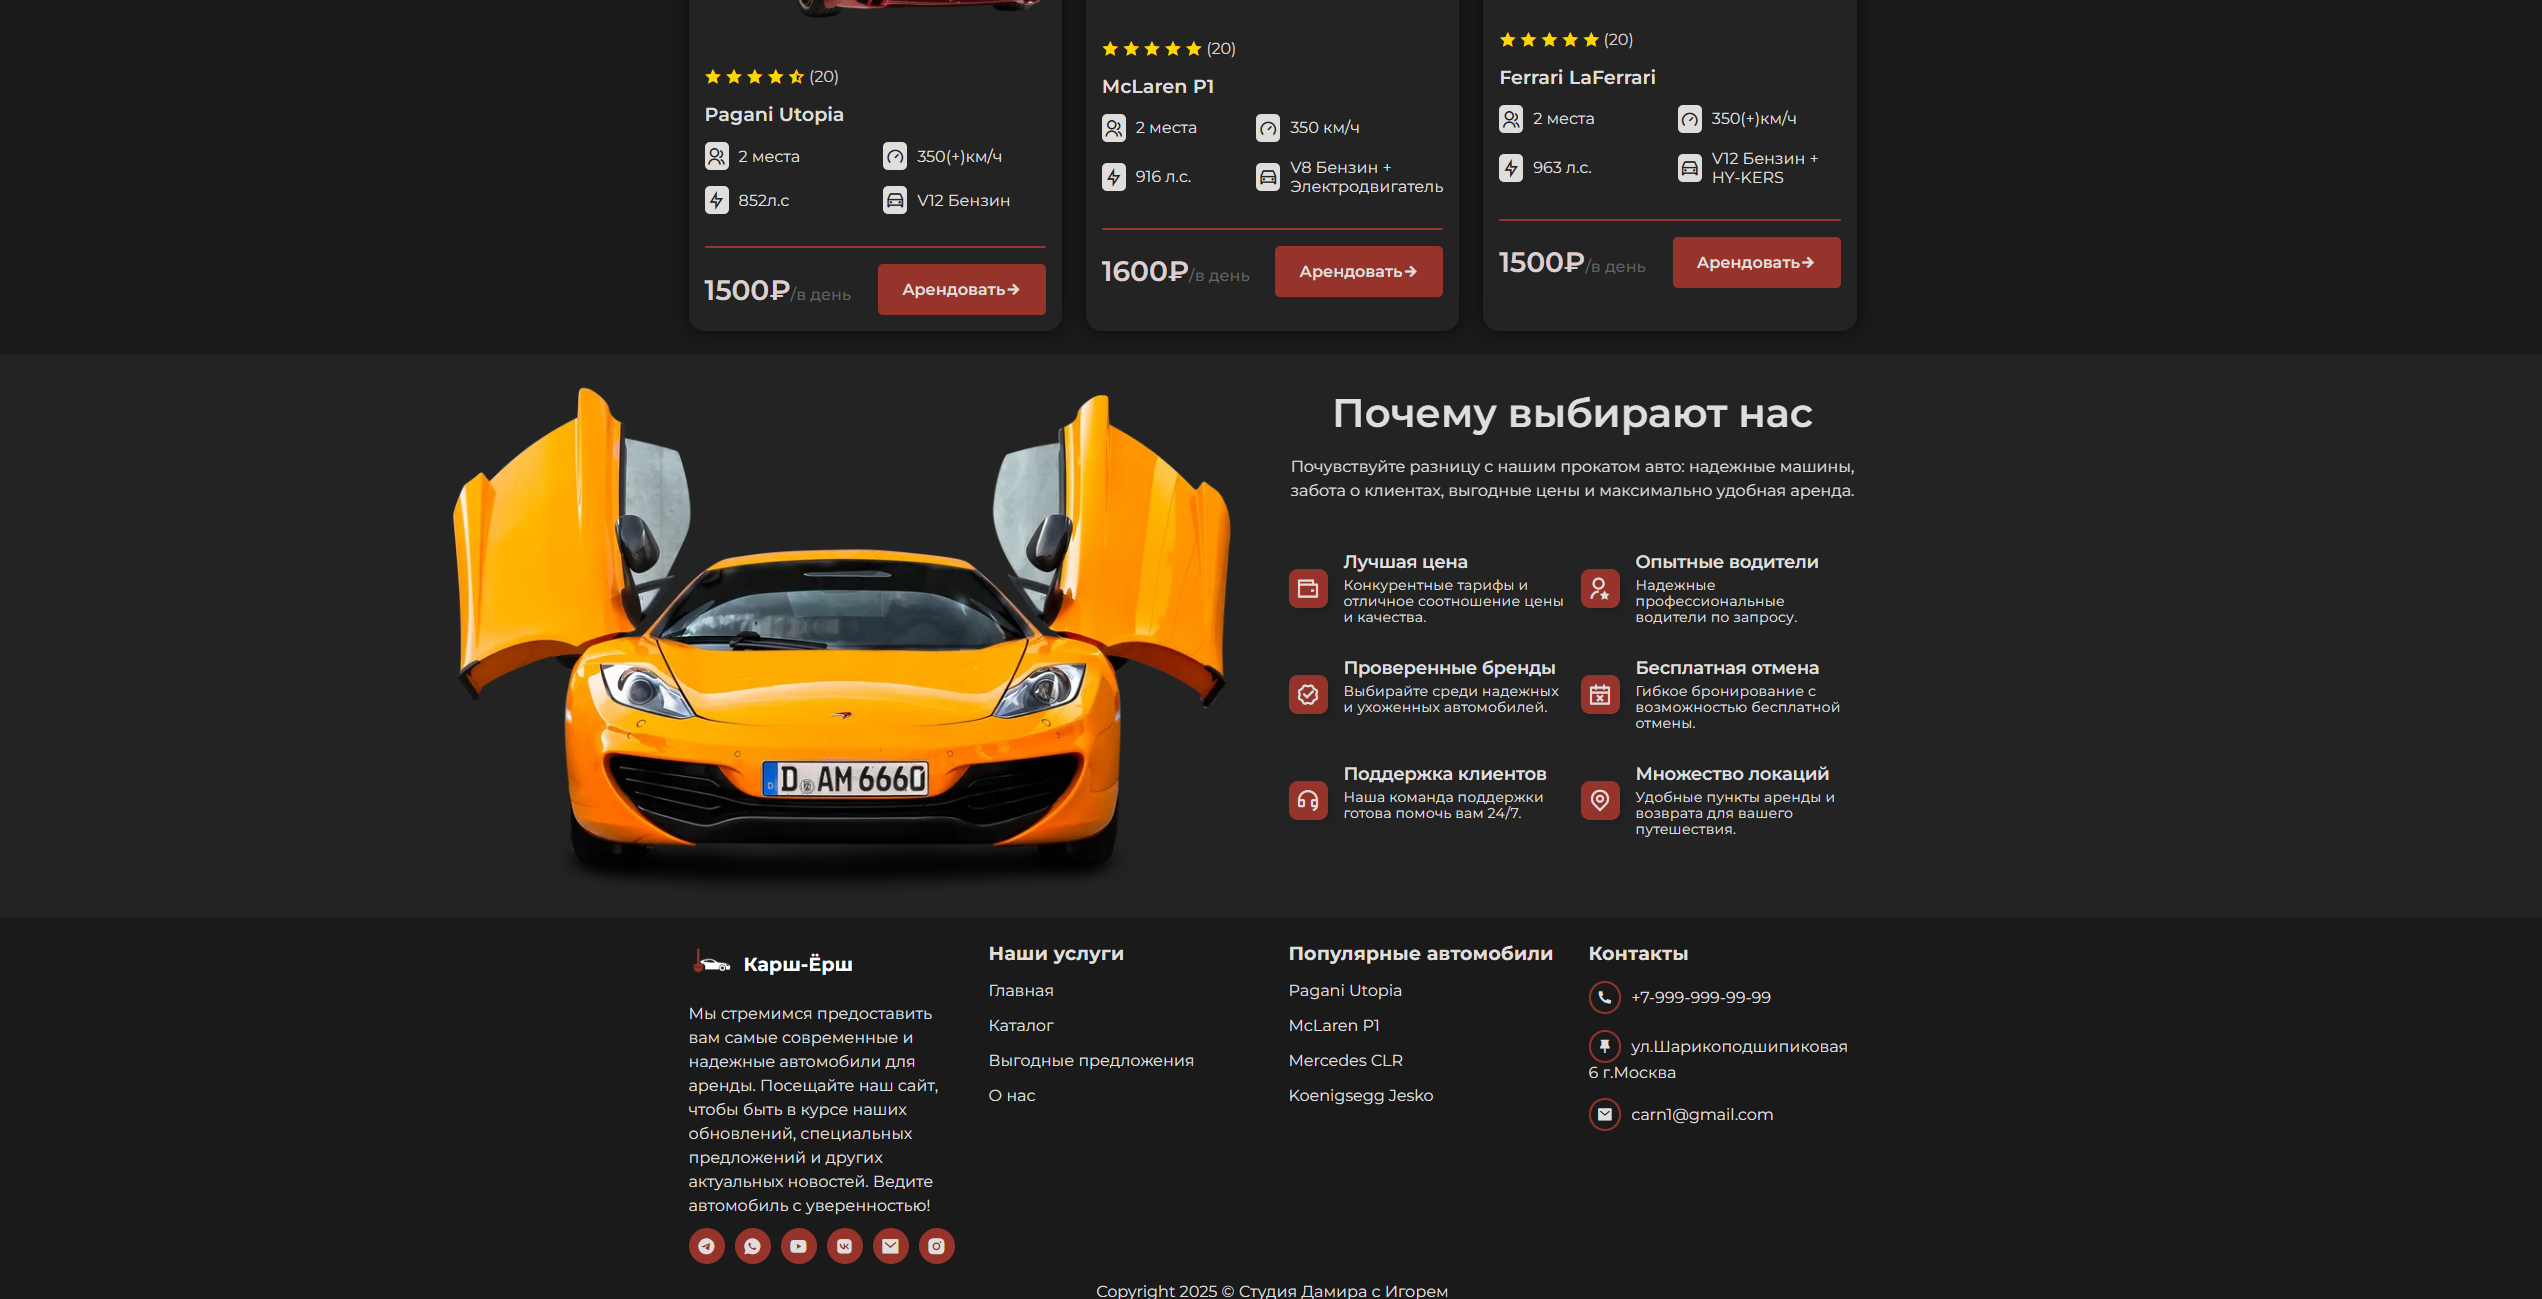 (20)
Pagani Utopia
2 места
350(+)км/ч
852л.с
V12 Бензин
1500₽/в день
Арендовать
(20)
McLaren P1
2 места
350 км/ч
916 л.с.
V8 Бензин +
Электродвигатель
1600₽/в день
Арендовать
(20)
Ferrari LaFerrari
2 места
350(+)км/ч
963 л.с.
V12 Бензин +
HY-KERS
1500₽/в день
Арендовать
D AM 6660
Почему выбирают нас
Почувствуйте разницу с нашим прокатом авто: надежные машины,
забота о клиентах, выгодные цены и максимально удобная аренда.
Лучшая цена
Конкурентные тарифы и
отличное соотношение цены
и качества.
Опытные водители
Надежные
профессиональные
водители по запросу.
Проверенные бренды
Выбирайте среди надежных
и ухоженных автомобилей.
Бесплатная отмена
Гибкое бронирование с
возможностью бесплатной
отмены.
Поддержка клиентов
Наша команда поддержки
готова помочь вам 24/7.
Множество локаций
Удобные пункты аренды и
возврата для вашего
путешествия.
Карш-Ёрш
Мы стремимся предоставить
вам самые современные и
надежные автомобили для
аренды. Посещайте наш сайт,
чтобы быть в курсе наших
обновлений, специальных
предложений и других
актуальных новостей. Ведите
автомобиль с уверенностью!
Наши услуги
Главная
Каталог
Выгодные предложения
О нас
Популярные автомобили
Pagani Utopia
McLaren P1
Mercedes CLR
Koenigsegg Jesko
Контакты
+7-999-999-99-99
ул.Шарикоподшипиковая
6 г.Москва
carn1@gmail.com
Copyright 2025 © Студия Дамира с Игорем